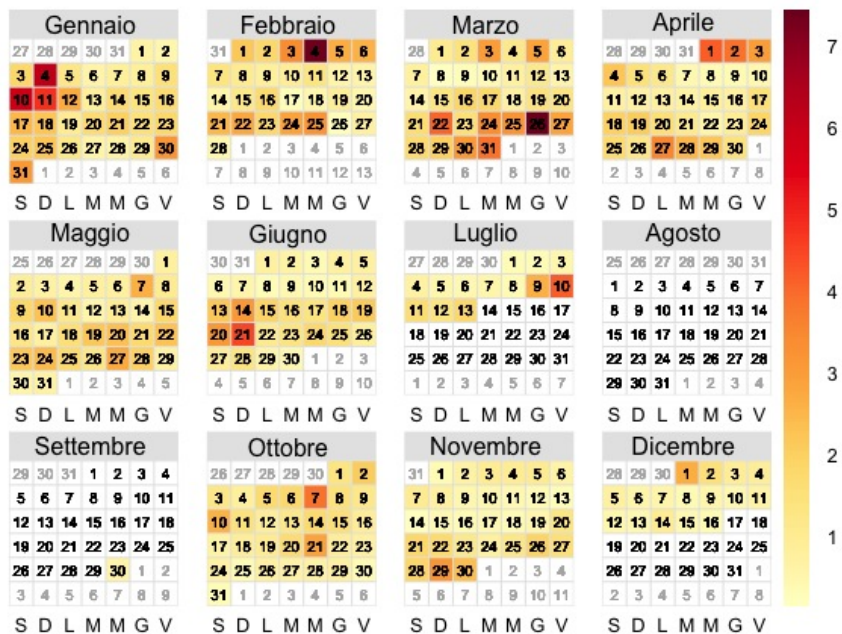 Gennaio
27 28 29 30 31 1 2
3 4 5 6 7 8 9
10 11 12 13 14 15 16
17 18 19 20 21 22 23
24 25 26 27 28 29 30
31 1 2 3 4 5 6
S D L M M G V
Febbraio
31 1 2 3 4 5 6
7 8 9 10 11 12 13
14 15 16 17 18 19 20
21 22 23 24 25 26 27
28 1 2 3 4 5 6
7 8 9 10 11 12 13
S D L M M G V
Marzo
28 1 2 3 4 5 6
7 8 9 10 11 12 13
14 15 16 17 18 19 20
21 22 23 24 25 26 27
28 29 30 31 1 2 3
4 5 6 7 8 9 10
S D L M M G V
Aprile
28 29 30 31 1 2 3
4 5 6 7 8 9 10
11 12 13 14 15 16 17
18 19 20 21 22 23 24
25 26 27 28 29 30 1
2 3 4 5 6 7 8
S D L M M G V
Maggio
25 26 27 28 29 30 1
2 3 4 5 6 7 8
9 10 11 12 13 14 15
16 17 18 19 20 21 22
23 24 25 26 27 28 29
30 31 1 2 3 4 5
S D L M M G V
Giugno
30 31 1 2 3 4 5
6 7 8 9 10 11 12
13 14 15 16 17 18 19
20 21 22 23 24 25 26
27 28 29 30 1 2 3
4 5 6 7 8 9 10
S D L M M G V
Luglio
27 28 29 30 1 2 3
4 5 6 7 8 9 10
11 12 13 14 15 16 17
18 19 20 21 22 23 24
25 26 27 28 29 30 31
1 2 3 4 5 6 7
S D L M M G V
Agosto
25 26 27 28 29 30 31
1 2 3 4 5 6 7
8 9 10 11 12 13 14
15 16 17 18 19 20 21
22 23 24 25 26 27 28
29 30 31 1 2 3 4
S D L M M G V
Settembre
29 30 31 1 2 3 4
5 6 7 8 9 10 11
12 13 14 15 16 17 18
19 20 21 22 23 24 25
26 27 28 29 30 1 2
3 4 5 6 7 8 9
S D L M M G V
Ottobre
26 27 28 29 30 1 2
3 4 5 6 7 8 9
10 11 12 13 14 15 16
17 18 19 20 21 22 23
24 25 26 27 28 29 30
31 1 2 3 4 5 6
S D L M M G V
Novembre
31 1 2 3 4 5 6
7 8 9 10 11 12 13
14 15 16 17 18 19 20
21 22 23 24 25 26 27
28 29 30 1 2 3 4
5 6 7 8 9 10 11
S D L M M G V
Dicembre
28 29 30 1 2 3 4
5 6 7 8 9 10 11
12 13 14 15 16 17 18
19 20 21 22 23 24 25
26 27 28 29 30 31 1
2 3 4 5 6 7 8
S D L M M G V
7
6
5
4
3
2
1